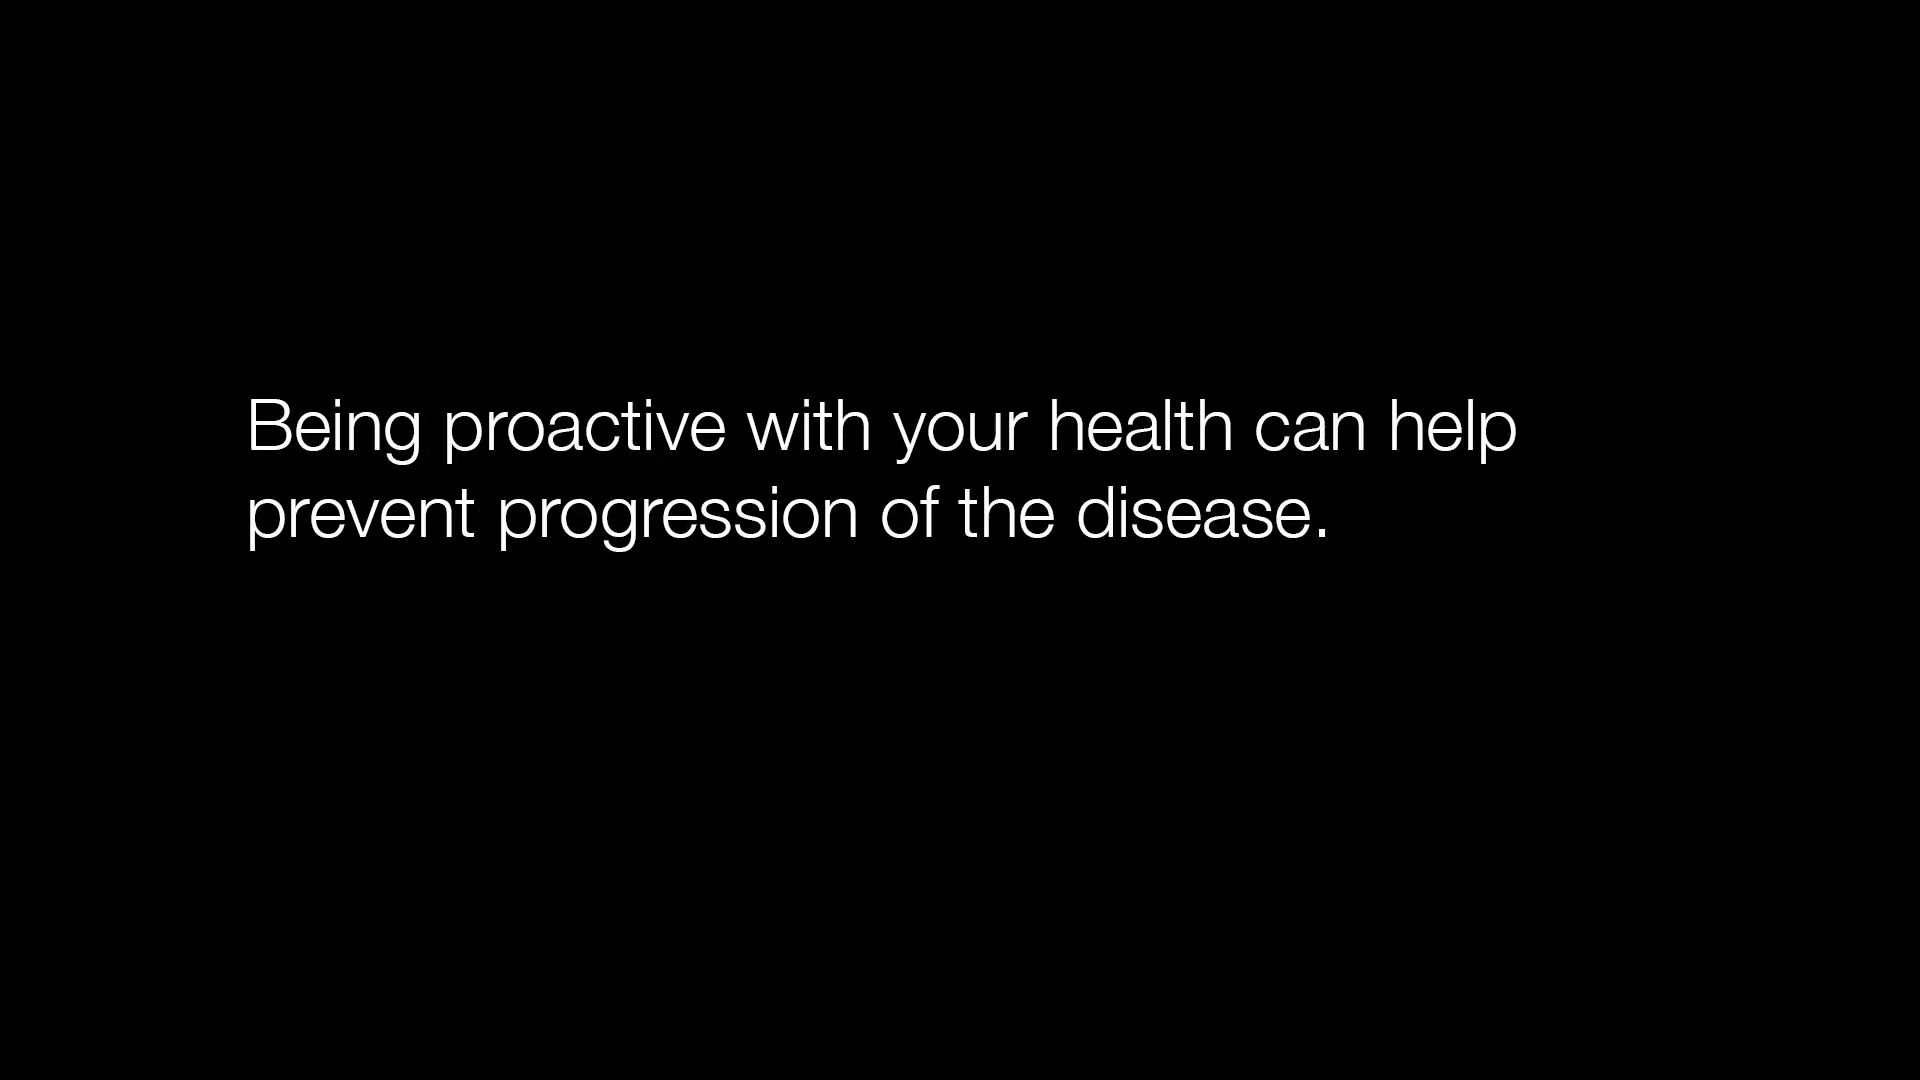 Being proactive with your health can help
prevent progression of the disease.